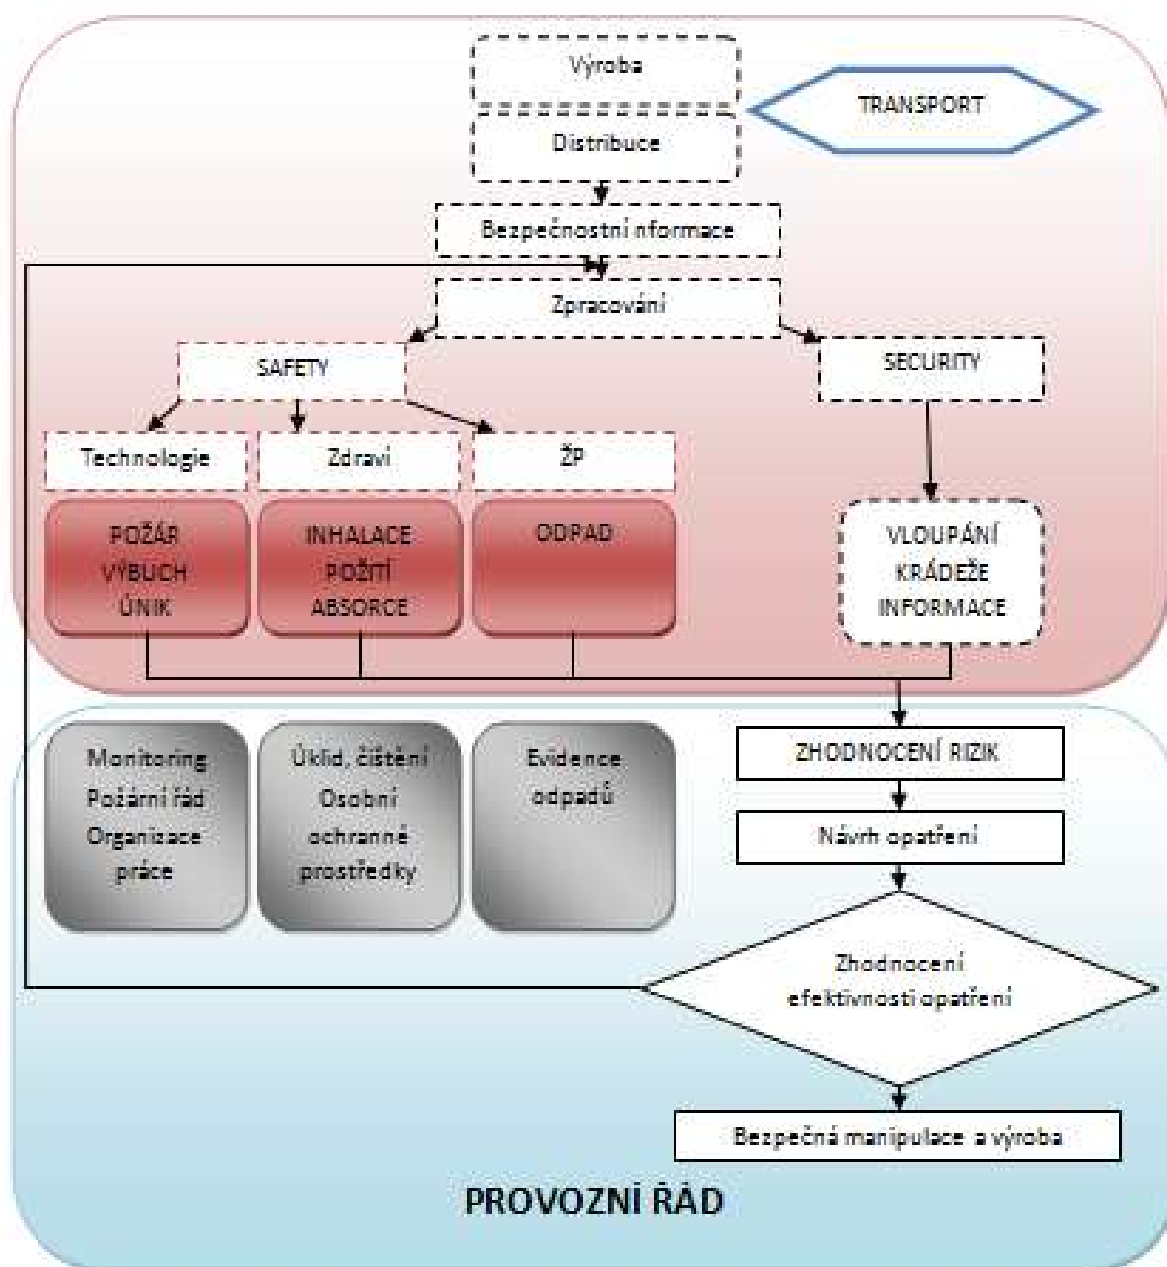 Výroba
TRANSPORT
Distribuce
Bezpečnostní nformace
Zpracování
SAFETY
SECURITY
Technologie
Zdraví
ŽP
POŽÁR
VÝBUCH
ÚNIK
INHALACE
POŽITÍ
ABSORCE
ODPAD
VLOUPÁNÍ
KRÁDEŽE
INFORMACE
Monitoring
Požární řád
Organizace
práce
Úklid, čištění
Osobní
ochranné
prostředky
Evidence
odpadů
ZHODNOCENÍ RIZIK
Návrh opatření
Zhodnocení
efektivnosti opatření
Bezpečná manipulace a výroba
PROVOZNÍ ŘÁD